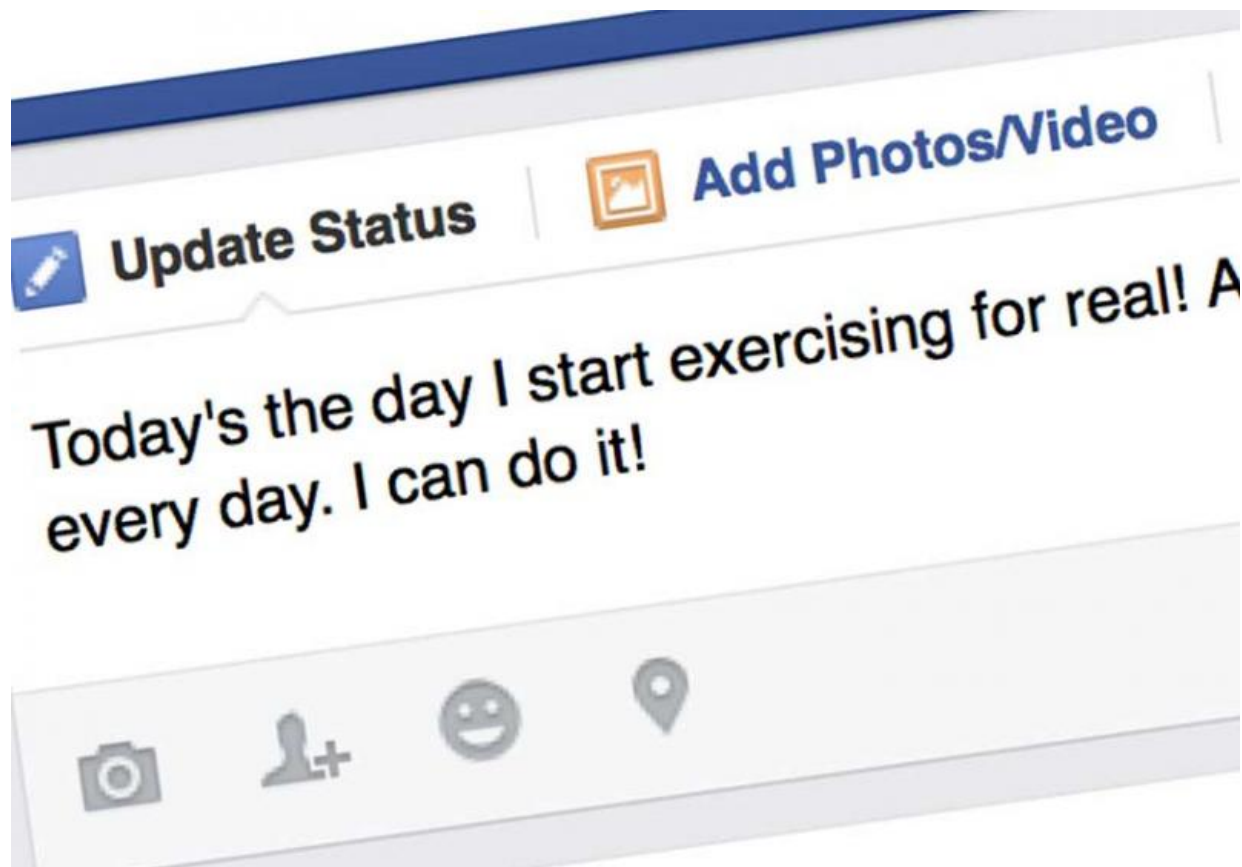 Update Status
Add Photos/Video
Today's the day I start exercising for real! A
every day. I can do it!